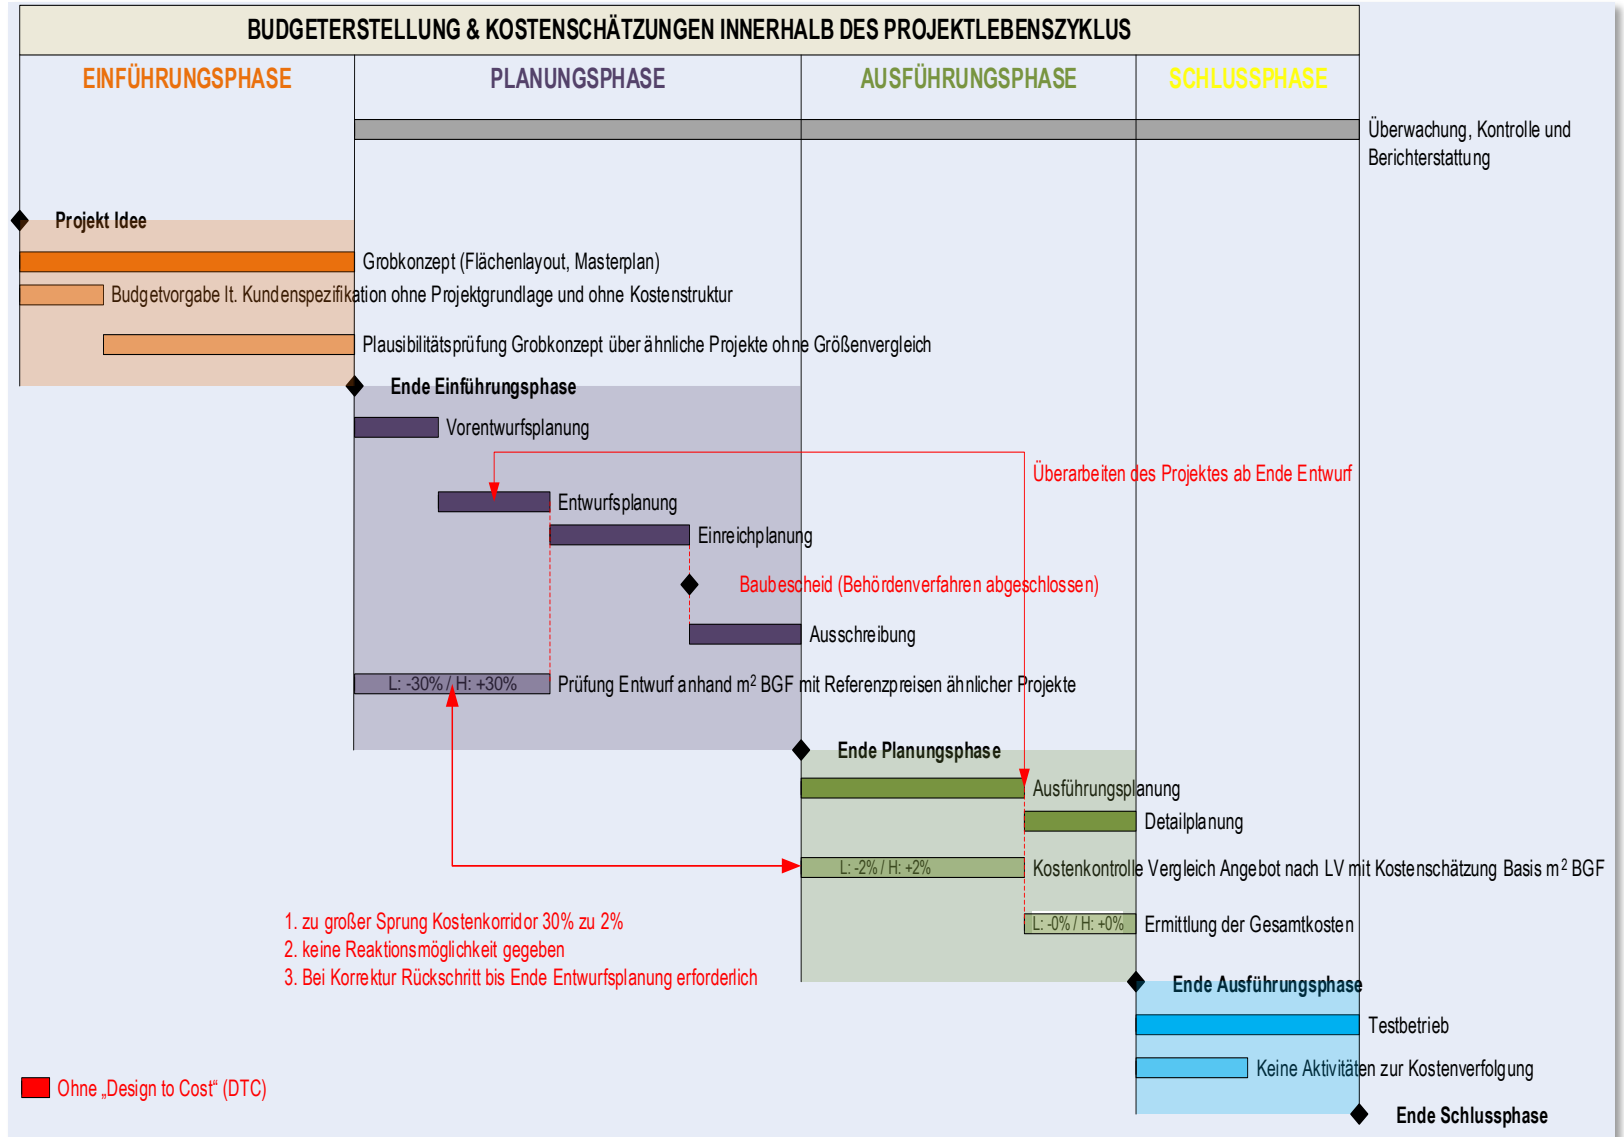 BUDGETERSTELLUNG & KOSTENSCHÄTZUNGEN INNERHALB DES PROJEKTLEBENSZYKLUS
EINFÜHRUNGSPHASE
PLANUNGSPHASE
AUSFÜHRUNGSPHASE
SCHLUSSPHASE
Überwachung, Kontrolle und
Berichterstattung
Projekt Idee
Grobkonzept (Flächenlayout, Masterplan)
Budgetvorgabe lt. Kundenspezifikation ohne Projektgrundlage und ohne Kostenstruktur
Plausibilitätsprüfung Grobkonzept über ähnliche Projekte ohne Größenvergleich
Ende Einführungsphase
Vorentwurfsplanung
Überarbeiten des Projektes ab Ende Entwurf
Entwurfsplanung
Einreichplanung
Baubescheid (Behördenverfahren abgeschlossen)
Ausschreibung
L: -30% / H: +30%
Prüfung Entwurf anhand m² BGF mit Referenzpreisen ähnlicher Projekte
Ende Planungsphase
Ausführungsplanung
Detailplanung
L: -2% / H: +2%
Kostenkontrolle Vergleich Angebot nach LV mit Kostenschätzung Basis m² BGF
L: -0% / H: +0%
Ermittlung der Gesamtkosten
1. zu großer Sprung Kostenkorridor 30% zu 2%
2. keine Reaktionsmöglichkeit gegeben
3. Bei Korrektur Rückschritt bis Ende Entwurfsplanung erforderlich
Ende Ausführungsphase
Testbetrieb
Keine Aktivitäten zur Kostenverfolgung
Ohne „Design to Cost“ (DTC)
Ende Schlussphase